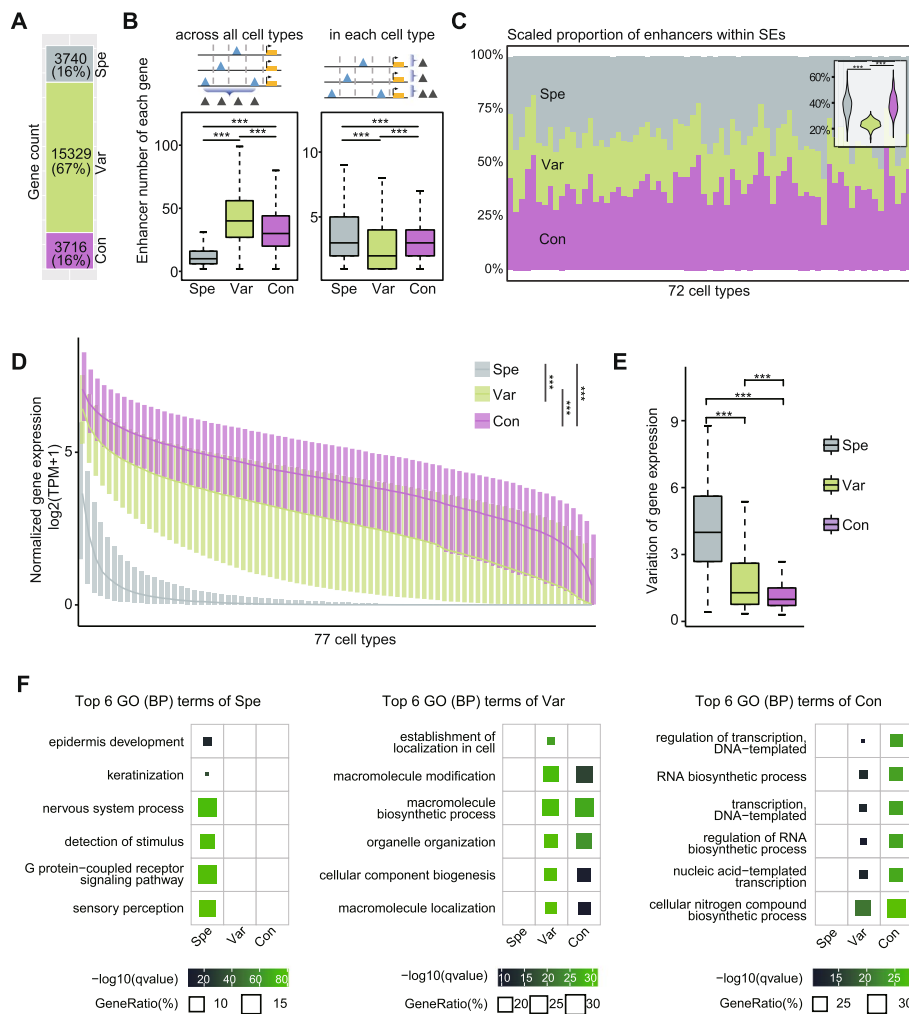 A
3740
(16%)
Spe
15329
(67%)
Var
3716
(16%)
Con
Gene count
B
across all cell types
in each cell type
Enhancer number of each gene
100
50
0
***
***
***
Spe
Var
Con
10
5
***
***
***
Spe
Var
Con
C
Scaled proportion of enhancers within SEs
100%
75%
50%
25%
0%
Spe
Var
Con
60%
40%
20%
***
***
72 cell types
D
Normalized gene expression
log2(TPM+1)
5
0
Spe
Var
Con
***
***
***
77 cell types
E
Variation of gene expression
9
6
3
0
***
***
***
Spe
Var
Con
F
Top 6 GO (BP) terms of Spe
epidermis development
keratinization
nervous system process
detection of stimulus
G protein−coupled receptor
signaling pathway
sensory perception
Spe
Var
Con
−log10(qvalue)
20
40
60
80
GeneRatio(%)
10
15
Top 6 GO (BP) terms of Var
establishment of
localization in cell
macromolecule modification
macromolecule
biosynthetic process
organelle organization
cellular component biogenesis
macromolecule localization
Spe
Var
Con
−log10(qvalue)
10
15
20
25
30
GeneRatio(%)
20
25
30
Top 6 GO (BP) terms of Con
regulation of transcription,
DNA−templated
RNA biosynthetic process
transcription,
DNA−templated
regulation of RNA
biosynthetic process
nucleic acid−templated
transcription
cellular nitrogen compound
biosynthetic process
Spe
Var
Con
−log10(qvalue)
15
20
25
GeneRatio(%)
25
30